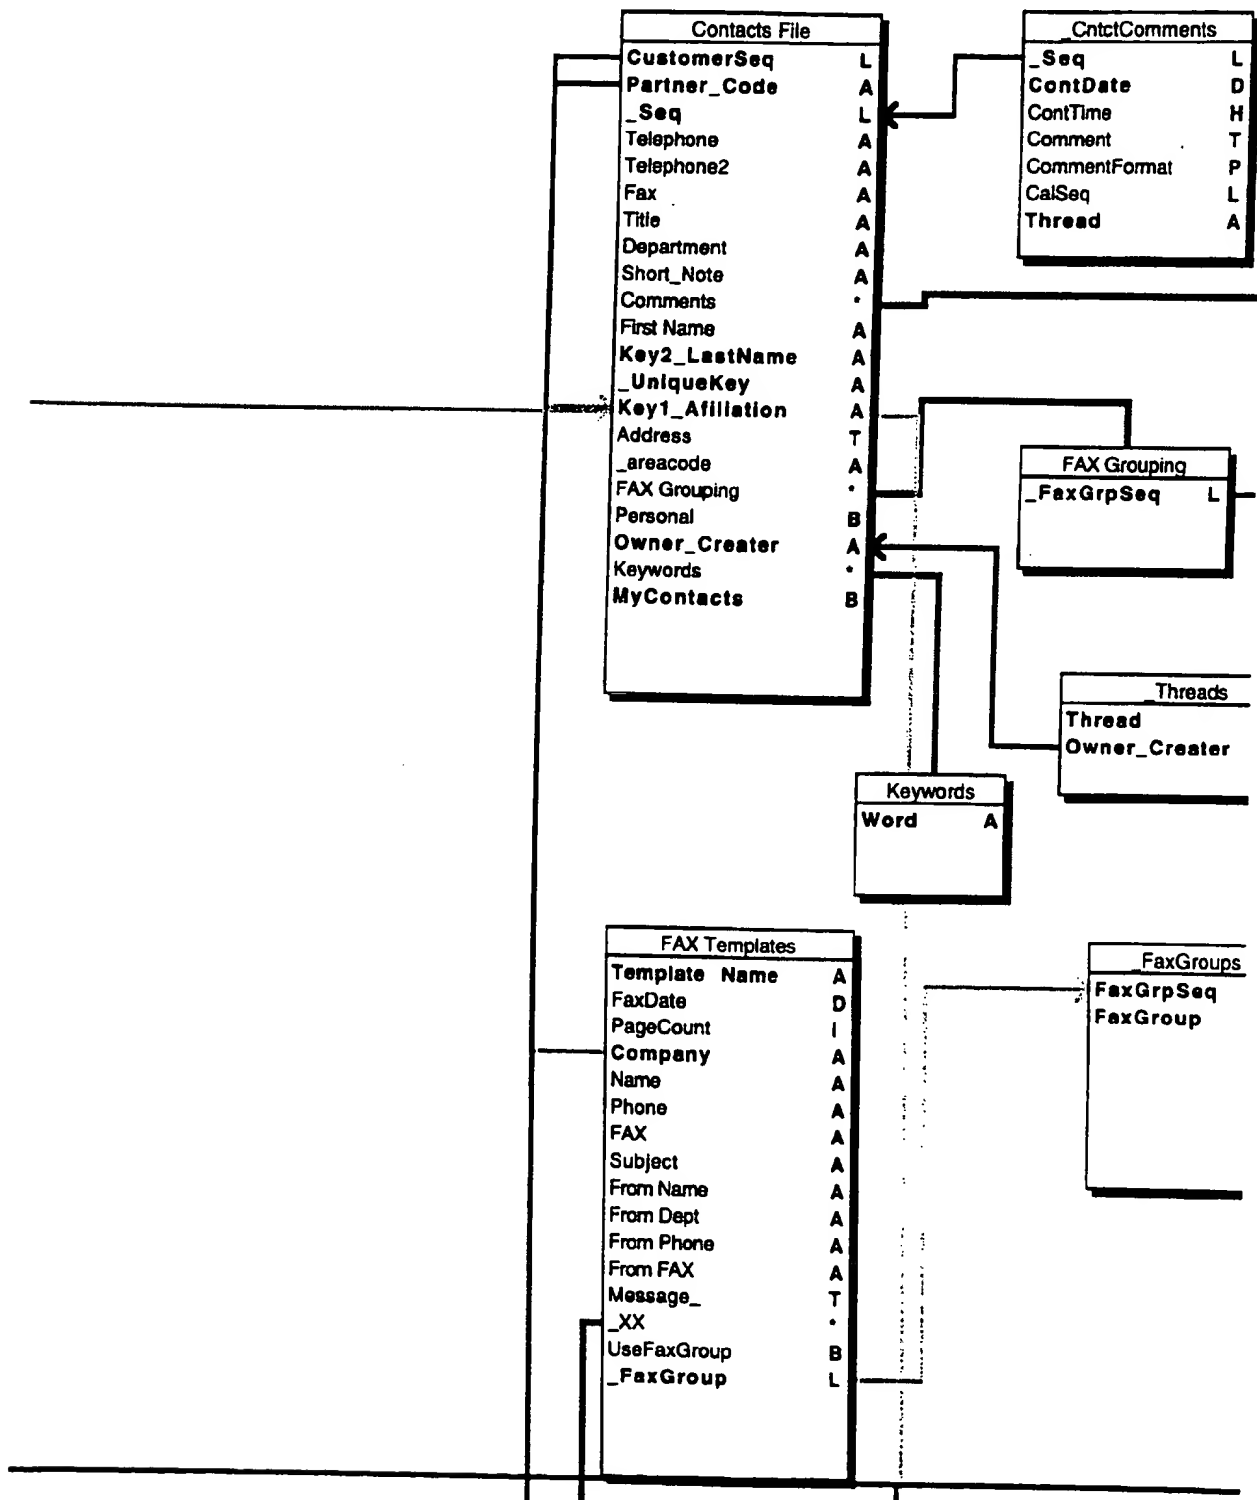 Contacts File
CustomerSeq L
Partner_Code A
_Seq L
Telephone A
Telephone2 A
Fax A
Title A
Department A
Short_Note A
Comments *
First Name A
Key2_LastName A
_UniqueKey A
Key1_Afiliation A
Address T
_areacode A
FAX Grouping *
Personal B
Owner_Creater A
Keywords *
MyContacts B
_CntctComments
_Seq L
ContDate D
ContTime H
Comment T
CommentFormat P
CalSeq L
Thread A
FAX Grouping
_FaxGrpSeq L
_Threads
Thread
Owner_Creater
Keywords
Word A
FAX Templates
Template Name A
FaxDate D
PageCount I
Company A
Name A
Phone A
FAX A
Subject A
From Name A
From Dept A
From Phone A
From FAX A
Message_ T
_XX *
UseFaxGroup B
_FaxGroup L
_FaxGroups
FaxGrpSeq
FaxGroup